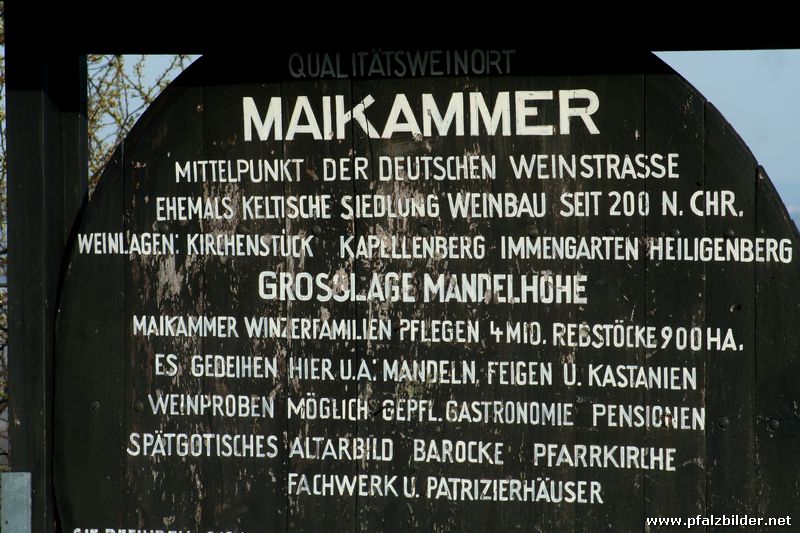 QUALITÄTSWEINORT
MAIKAMMER
MITTELPUNKT DER DEUTSCHEN WEINSTRASSE
EHEMALS KELTISCHE SIEDLUNG WEINBAU SEIT 200 N. CHR.
WEINLAGEN: KIRCHENSTÜCK KAPELLENBERG IMMENGARTEN HEILIGENBERG
GROSSLAGE MANDELHÖHE
MAIKAMMER WINZERFAMILIEN PFLEGEN 4 MIO. REBSTÖCKE 900 HA.
ES GEDEIHEN HIER U.A: MANDELN, FEIGEN U. KASTANIEN
WEINPROBEN MÖGLICH GEPFL. GASTRONOMIE PENSIONEN
SPÄTGOTISCHES ALTARBILD BAROCKE PFARRKIRCHE
FACHWERK U. PATRIZIERHÄUSER
www.pfalzbilder.net